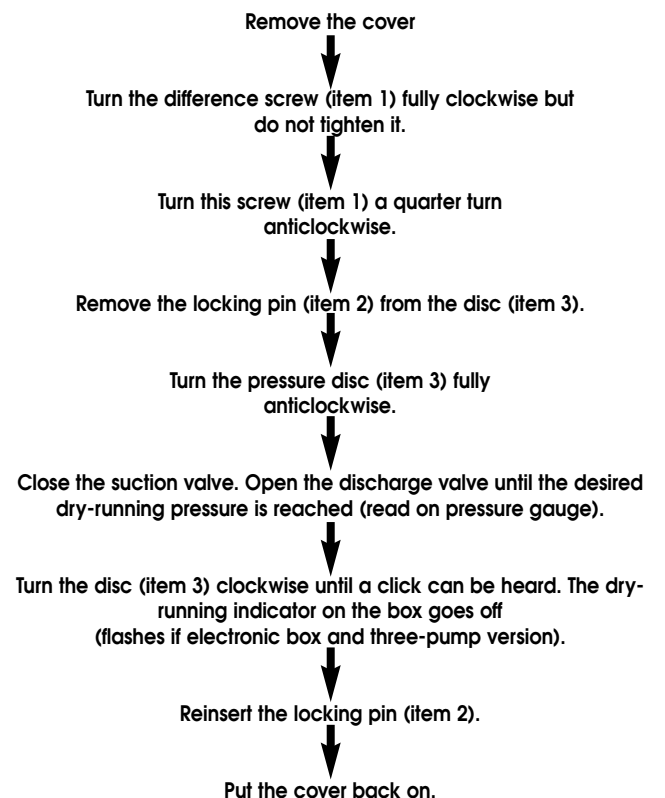 Remove the cover
Turn the difference screw (item 1) fully clockwise but
do not tighten it.
Turn this screw (item 1) a quarter turn
anticlockwise.
Remove the locking pin (item 2) from the disc (item 3).
Turn the pressure disc (item 3) fully
anticlockwise.
Close the suction valve. Open the discharge valve until the desired
dry-running pressure is reached (read on pressure gauge).
Turn the disc (item 3) clockwise until a click can be heard. The dry-
running indicator on the box goes off
(flashes if electronic box and three-pump version).
Reinsert the locking pin (item 2).
Put the cover back on.